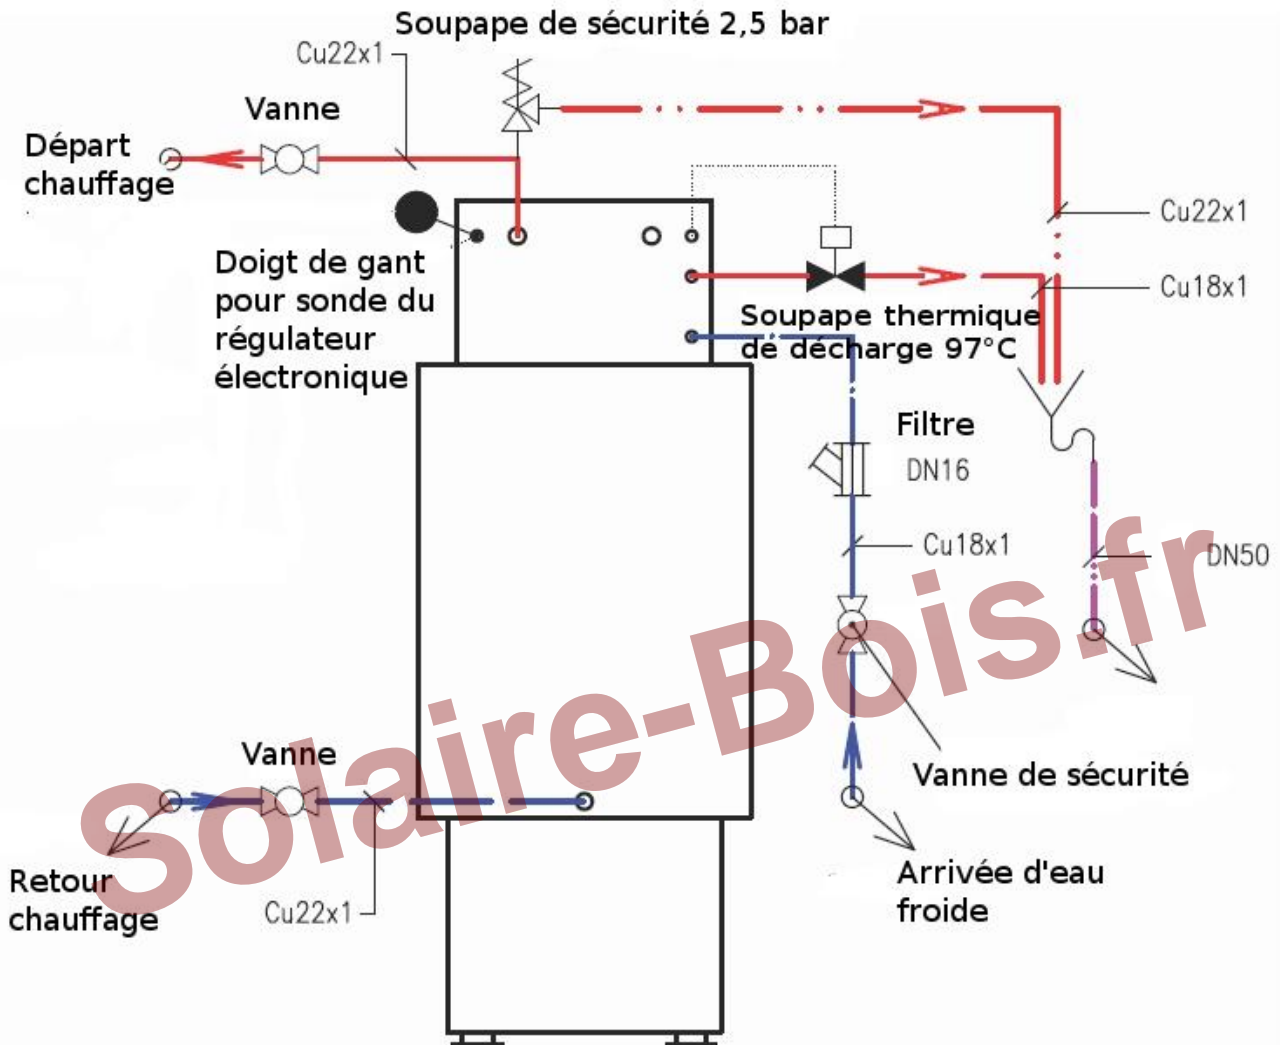 Soupape de sécurité 2,5 bar
Cu22x1
Vanne
Départ
chauffage
Cu22x1
Doigt de gant
pour sonde du
régulateur
électronique
Cu18x1
Soupape thermique
de décharge 97°C
Filtre
DN16
Cu18x1
DN50
Solaire-Bois.fr
Vanne
Vanne de sécurité
Retour
chauffage
Cu22x1
Arrivée d'eau
froide